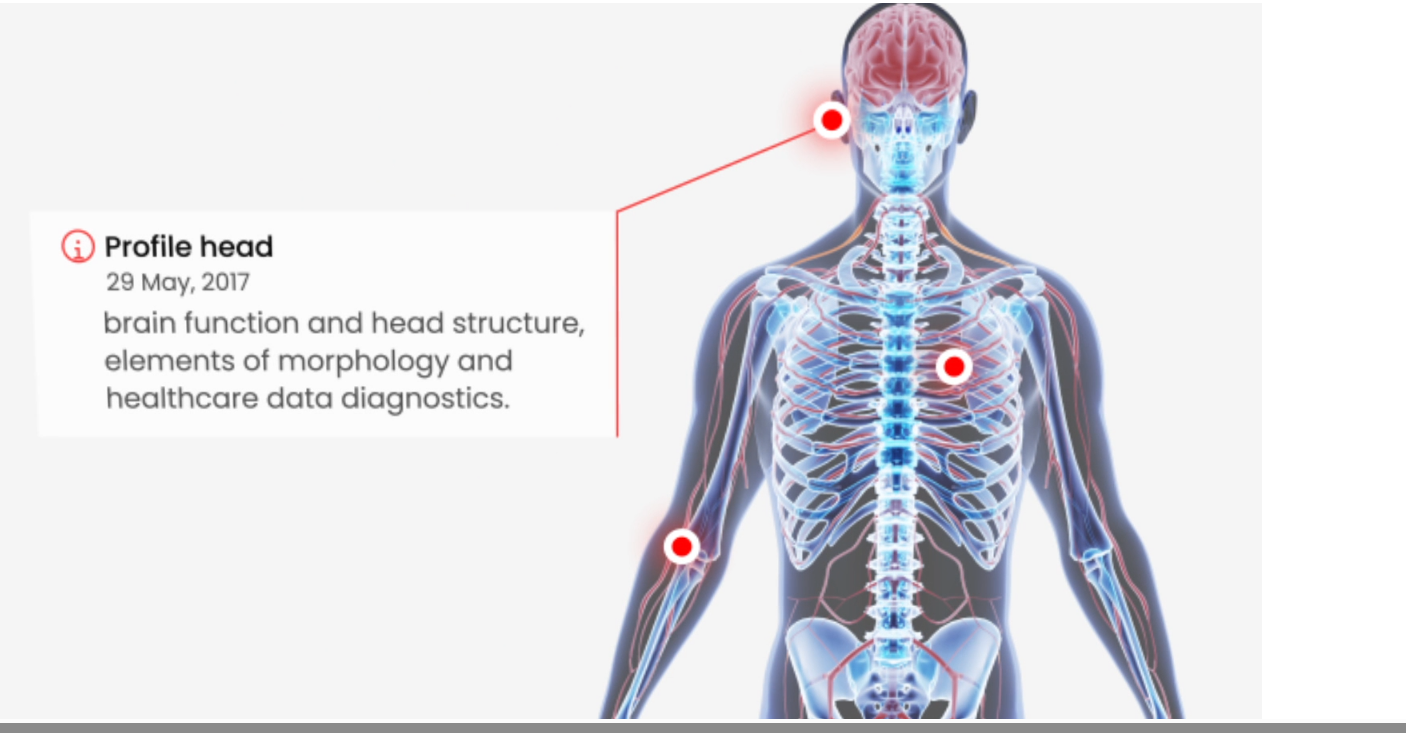 Profile head
29 May, 2017
brain function and head structure,
elements of morphology and
healthcare data diagnostics.